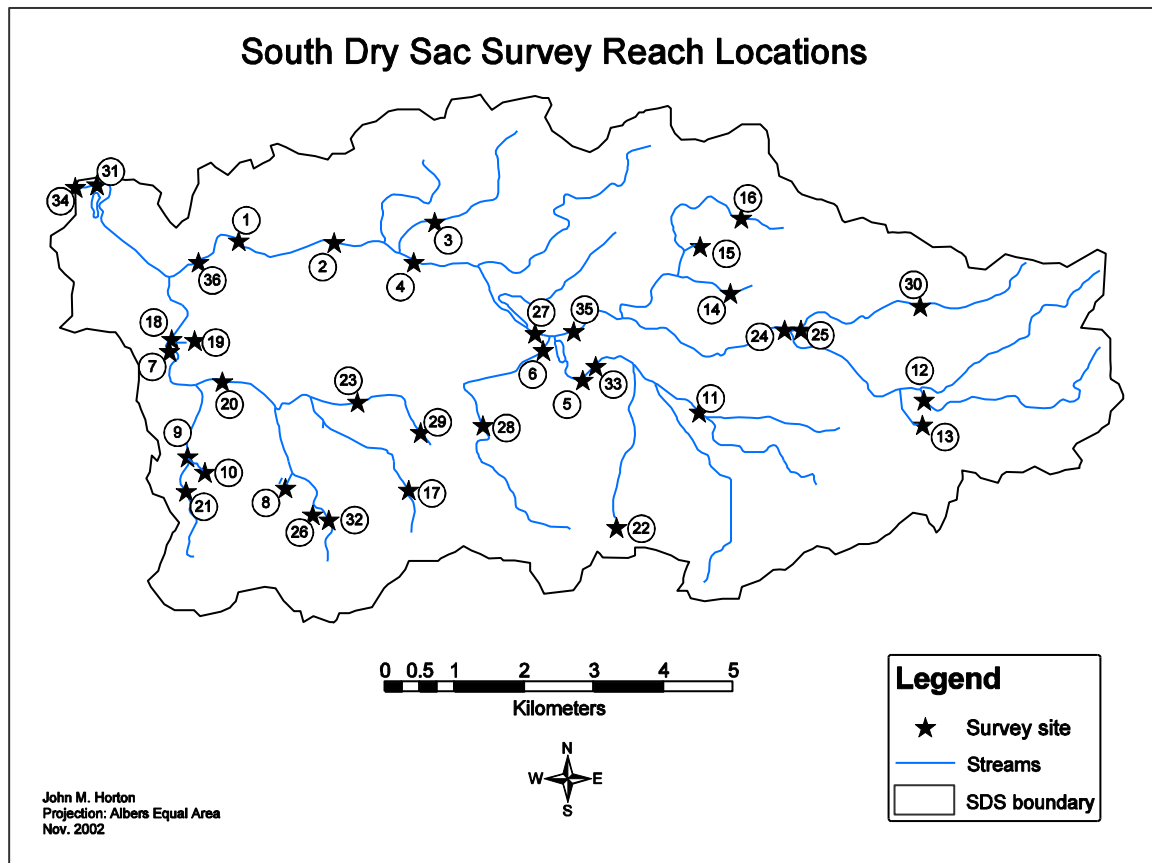 South Dry Sac Survey Reach Locations
31
34
16
1
3
2
15
36
4
14
30
27
35
18
19
24
25
7
6
12
23
5
33
20
11
28
29
13
9
10
8
17
21
26
32
22
0 0.5 1 2 3 4 5
Kilometers
Legend
Survey site
Streams
SDS boundary
N
W E
S
John M. Horton
Projection: Albers Equal Area
Nov. 2002